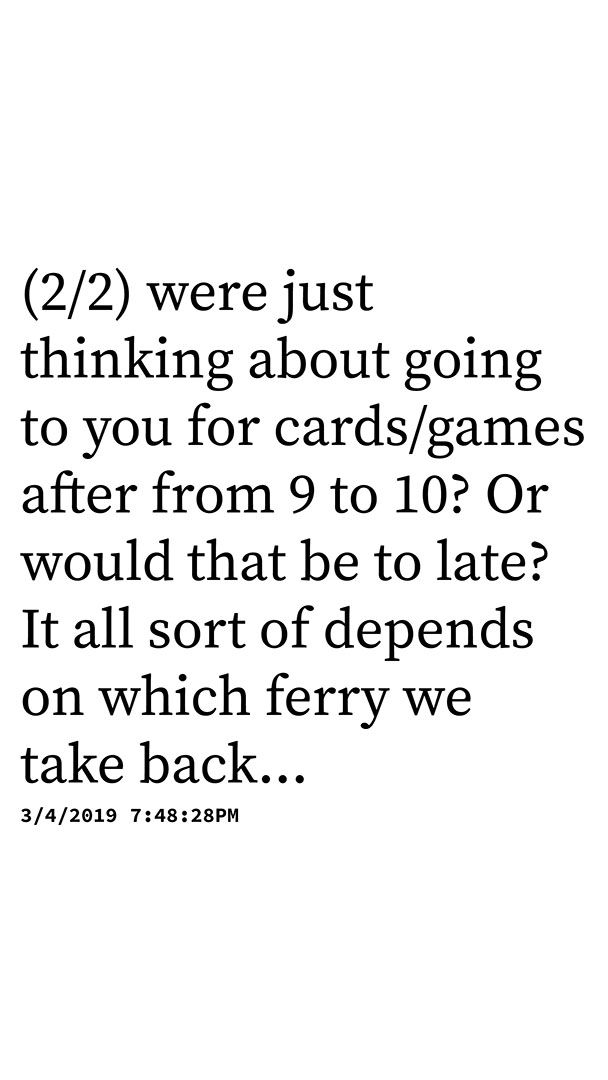 (2/2) were just
thinking about going
to you for cards/games
after from 9 to 10? Or
would that be to late?
It all sort of depends
on which ferry we
take back...
3/4/2019 7:48:28PM